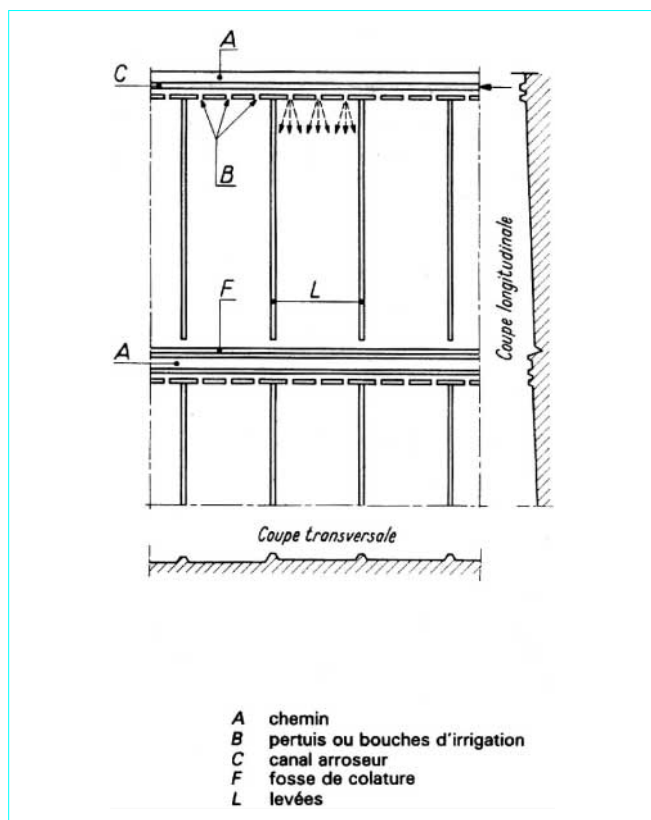 A
C
B
F
L
A
Coupe longitudinale
Coupe transversale
A chemin
B pertuis ou bouches d'irrigation
C canal arroseur
F fosse de colature
L levées